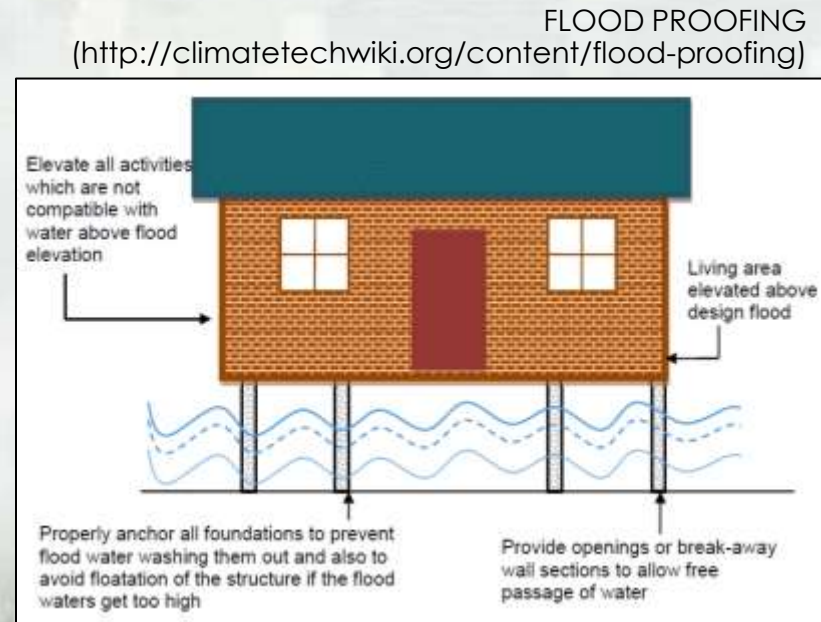 FLOOD PROOFING
(http://climatetechwiki.org/content/flood-proofing)
Elevate all activities
which are not
compatible with
water above flood
elevation
Living area
elevated above
design flood
Properly anchor all foundations to prevent
flood water washing them out and also to
avoid floatation of the structure if the flood
waters get too high
Provide openings or break-away
wall sections to allow free
passage of water